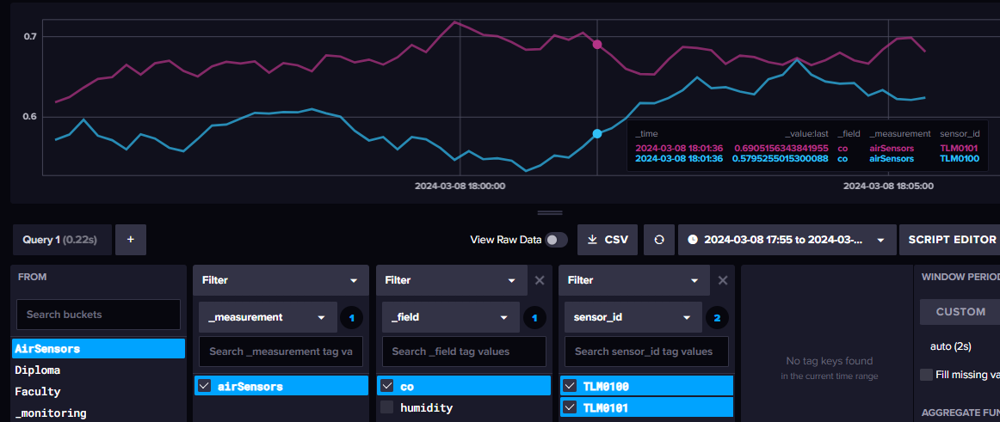 0.7
0.6
_time _value:last _field _measurement sensor_id
2024-03-08 18:01:36 0.6905156343841955 co airSensors TLM0101
2024-03-08 18:01:36 0.5795255015300088 co airSensors TLM0100
2024-03-08 18:00:00 2024-03-08 18:05:00
Query 1 (0.22s) + View Raw Data CSV 2024-03-08 17:55 to 2024-03-... SCRIPT EDITOR
FROM Filter Filter Filter WINDOW PERIOD
Search buckets _measurement 1 _field 1 sensor_id 2 CUSTOM
Search _measurement tag va Search _field tag values Search sensor_id tag values auto (2s)
AirSensors
Diploma
Faculty
_monitoring
airSensors
co
humidity
TLM0100
TLM0101
No tag keys found
in the current time range
Fill missing va
AGGREGATE FUN